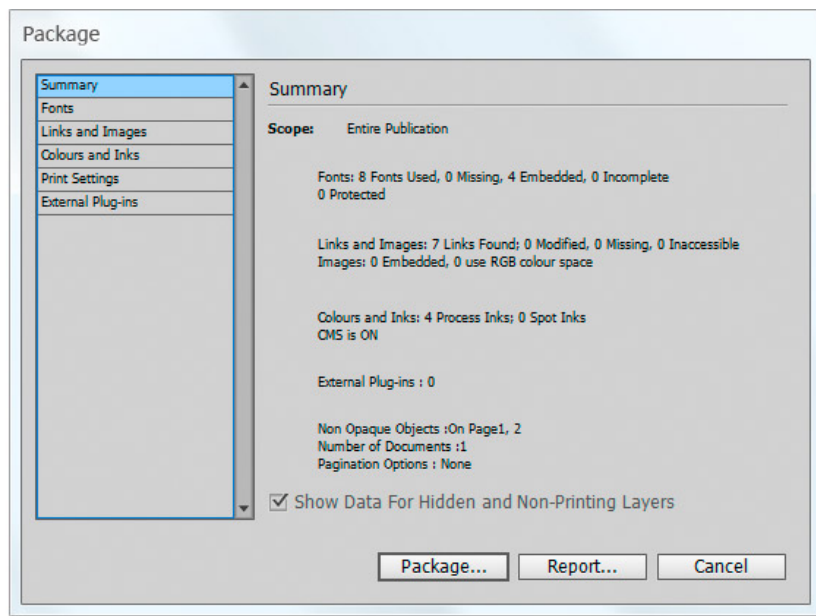 Package
Summary
Fonts
Links and Images
Colours and Inks
Print Settings
External Plug-ins
Summary
Scope: Entire Publication
Fonts: 8 Fonts Used, 0 Missing, 4 Embedded, 0 Incomplete
0 Protected
Links and Images: 7 Links Found; 0 Modified, 0 Missing, 0 Inaccessible
Images: 0 Embedded, 0 use RGB colour space
Colours and Inks: 4 Process Inks; 0 Spot Inks
CMS is ON
External Plug-ins : 0
Non Opaque Objects :On Page1, 2
Number of Documents :1
Pagination Options : None
Show Data For Hidden and Non-Printing Layers
Package... Report... Cancel